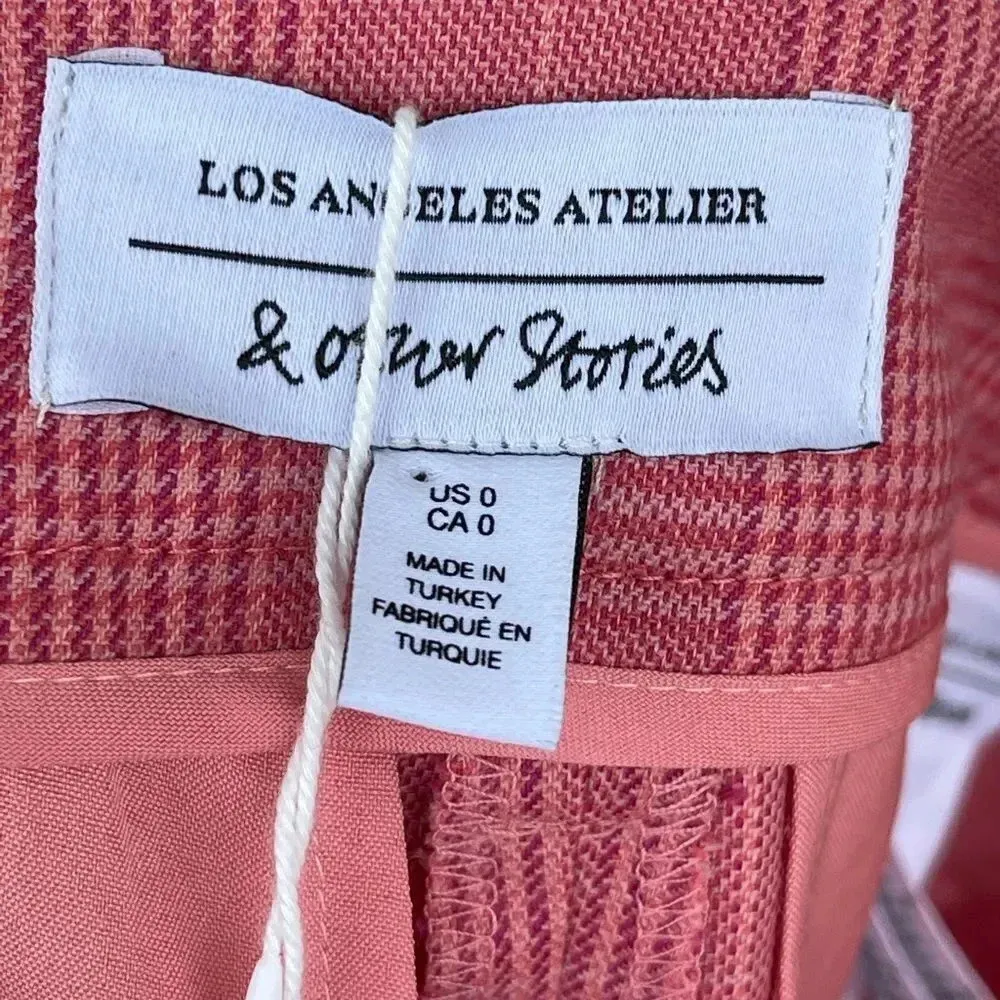 LOS ANGELES ATELIER
& other Stories
US 0
CA 0
MADE IN
TURKEY
FABRIQUÉ EN
TURQUIE